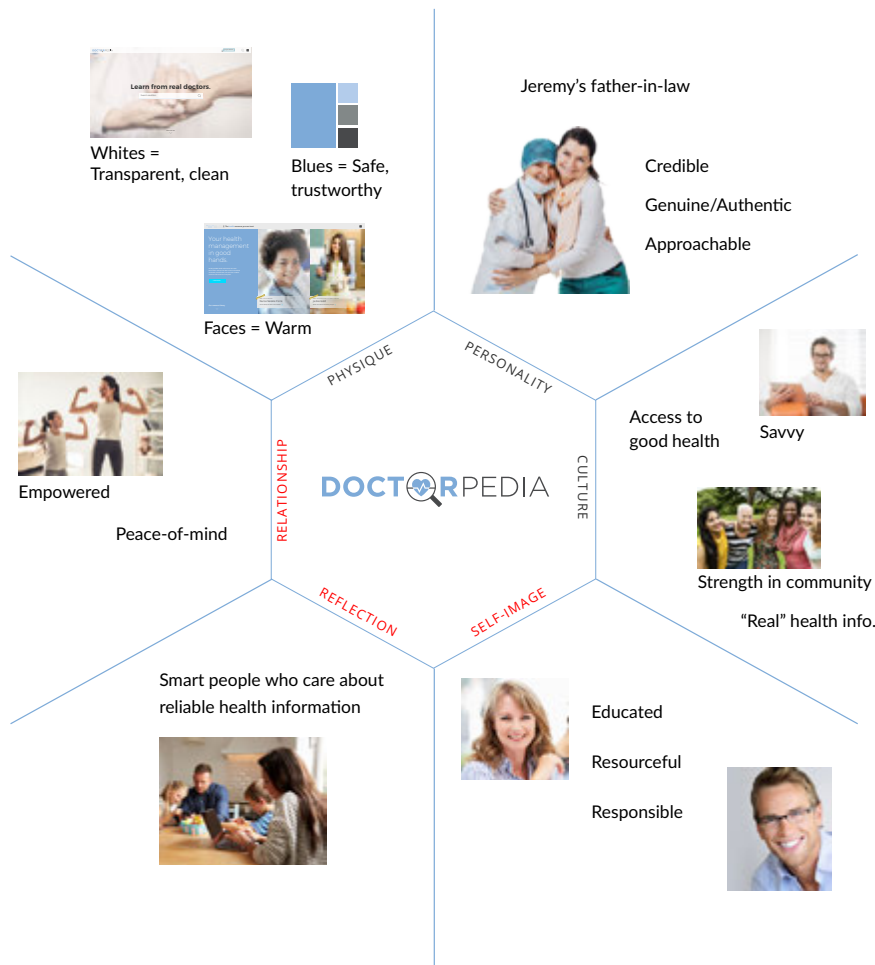 Learn from real doctors.
Whites =
Transparent, clean
Blues = Safe,
trustworthy
Your health
management
in good
hands.
Faces = Warm
PHYSIQUE
Jeremy's father-in-law
Credible
Genuine/Authentic
Approachable
PERSONALITY
Empowered
Peace-of-mind
RELATIONSHIP
DOCTORPEDIA
CULTURE
Access to
good health
Savvy
Strength in community
“Real” health info.
REFLECTION
Smart people who care about
reliable health information
SELF-IMAGE
Educated
Resourceful
Responsible